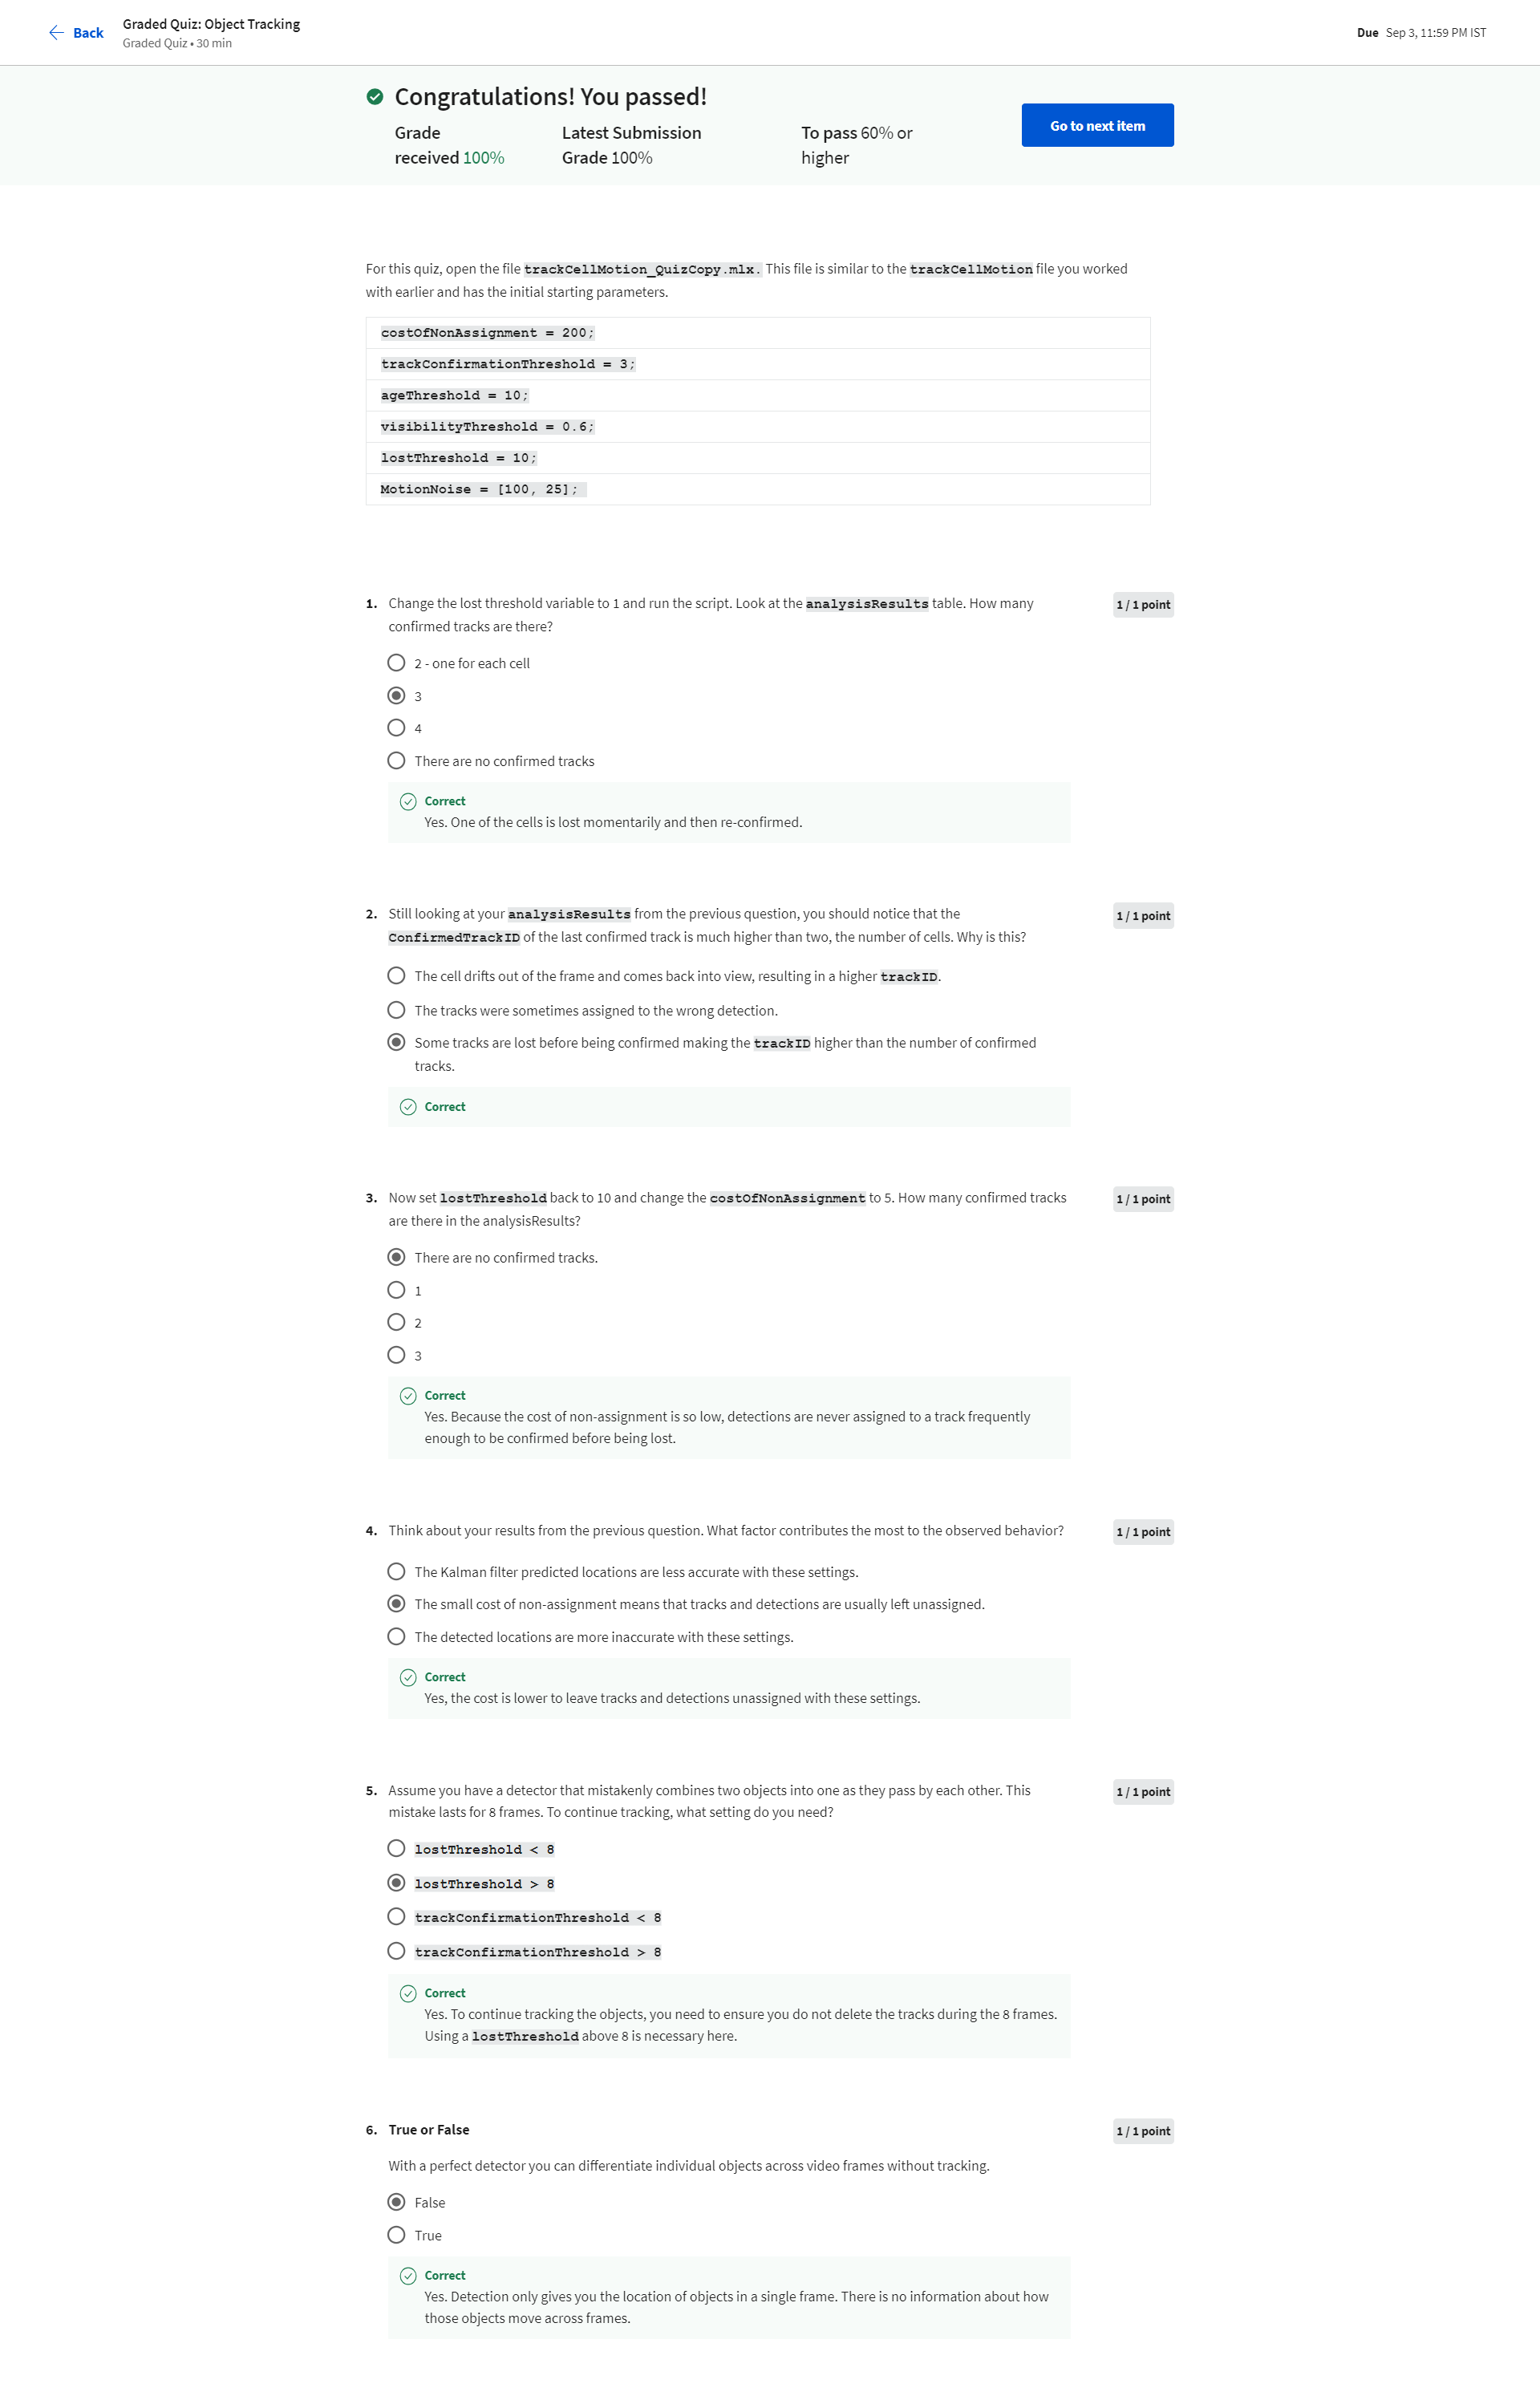 Back
Graded Quiz: Object Tracking
Graded Quiz • 30 min
Due Sep 3, 11:59 PM IST
Congratulations! You passed!
Grade
received 100%
Latest Submission
Grade 100%
To pass 60% or
higher
Go to next item
For this quiz, open the file trackCellMotion_QuizCopy.mlx. This file is similar to the trackCellMotion file you worked
with earlier and has the initial starting parameters.
costOfNonAssignment = 200;
trackConfirmationThreshold = 3;
ageThreshold = 10;
visibilityThreshold = 0.6;
lostThreshold = 10;
MotionNoise = [100, 25];
1. Change the lost threshold variable to 1 and run the script. Look at the analysisResults table. How many
confirmed tracks are there?
1 / 1 point
2 - one for each cell
3
4
There are no confirmed tracks
Correct
Yes. One of the cells is lost momentarily and then re-confirmed.
2. Still looking at your analysisResults from the previous question, you should notice that the
ConfirmedTrackID of the last confirmed track is much higher than two, the number of cells. Why is this?
1 / 1 point
The cell drifts out of the frame and comes back into view, resulting in a higher trackID.
The tracks were sometimes assigned to the wrong detection.
Some tracks are lost before being confirmed making the trackID higher than the number of confirmed
tracks.
Correct
3. Now set lostThreshold back to 10 and change the costOfNonAssignment to 5. How many confirmed tracks
are there in the analysisResults?
1 / 1 point
There are no confirmed tracks.
1
2
3
Correct
Yes. Because the cost of non-assignment is so low, detections are never assigned to a track frequently
enough to be confirmed before being lost.
4. Think about your results from the previous question. What factor contributes the most to the observed behavior?
1 / 1 point
The Kalman filter predicted locations are less accurate with these settings.
The small cost of non-assignment means that tracks and detections are usually left unassigned.
The detected locations are more inaccurate with these settings.
Correct
Yes, the cost is lower to leave tracks and detections unassigned with these settings.
5. Assume you have a detector that mistakenly combines two objects into one as they pass by each other. This
mistake lasts for 8 frames. To continue tracking, what setting do you need?
1 / 1 point
lostThreshold < 8
lostThreshold > 8
trackConfirmationThreshold < 8
trackConfirmationThreshold > 8
Correct
Yes. To continue tracking the objects, you need to ensure you do not delete the tracks during the 8 frames.
Using a lostThreshold above 8 is necessary here.
6. True or False
1 / 1 point
With a perfect detector you can differentiate individual objects across video frames without tracking.
False
True
Correct
Yes. Detection only gives you the location of objects in a single frame. There is no information about how
those objects move across frames.